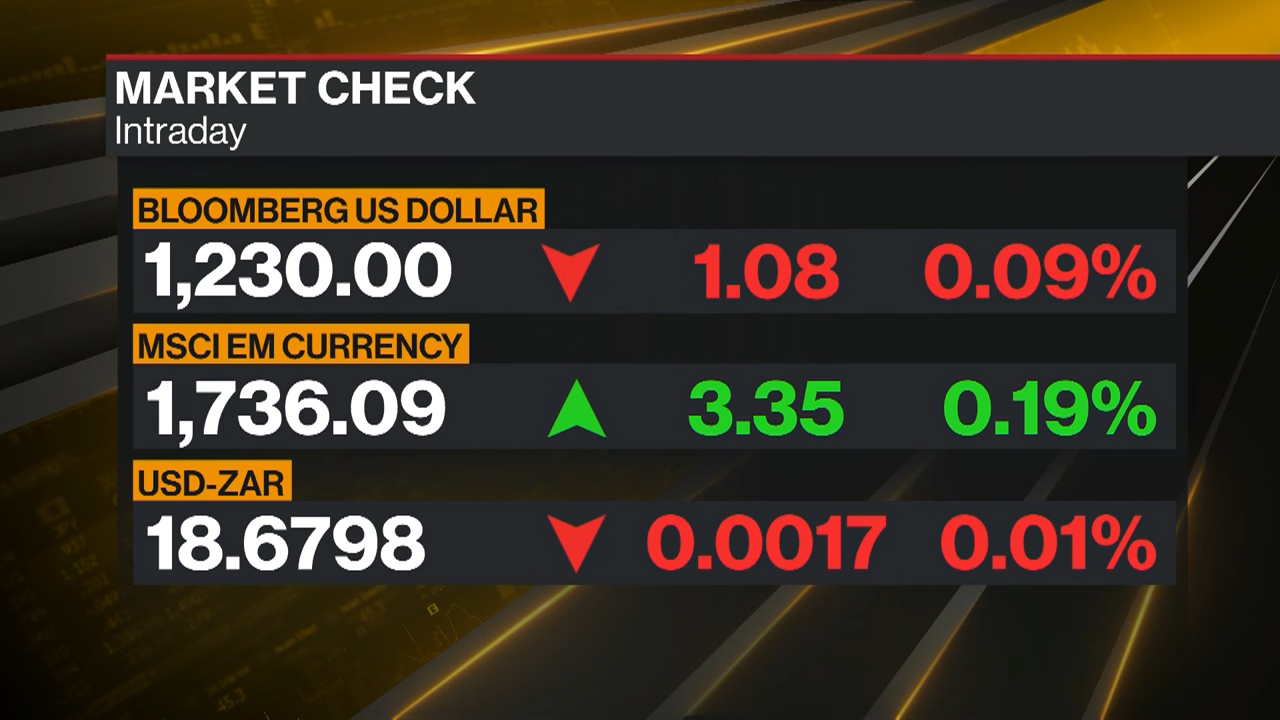 MARKET CHECK
Intraday
BLOOMBERG US DOLLAR
1,230.00 ▼ 1.08 0.09%
MSCI EM CURRENCY
1,736.09 ▲ 3.35 0.19%
USD-ZAR
18.6798 ▼ 0.0017 0.01%